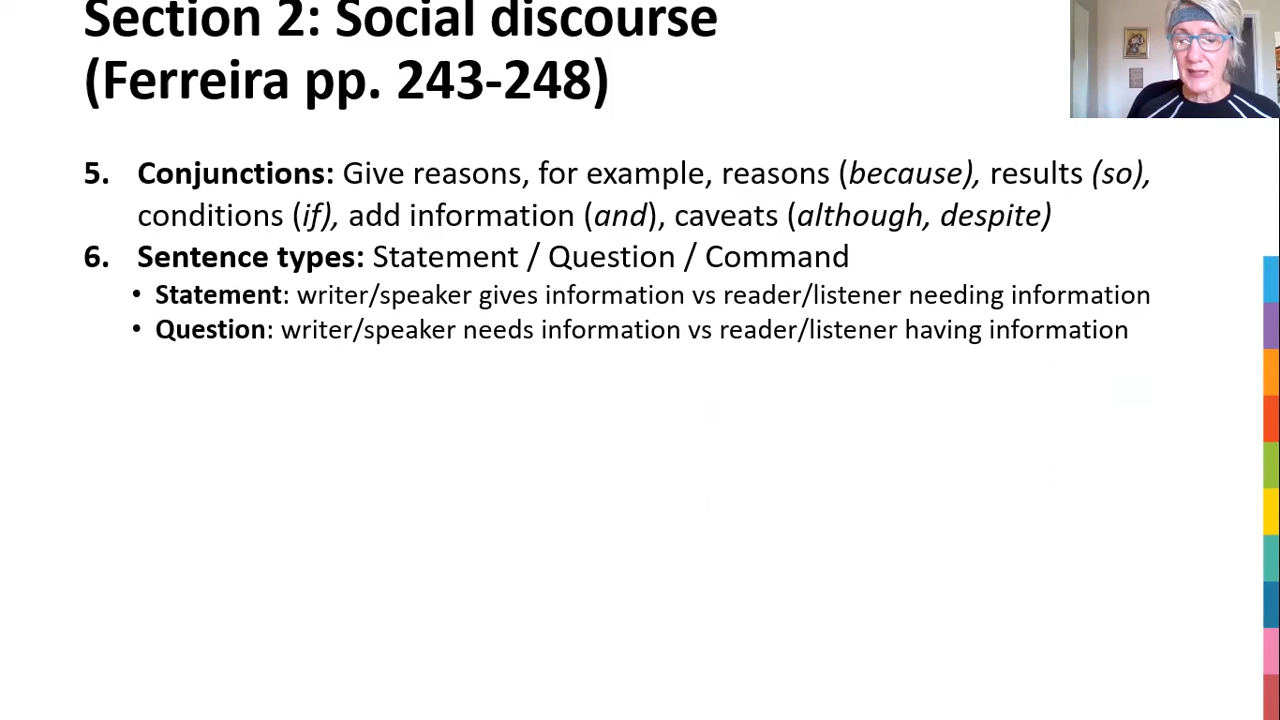 Section 2: Social discourse
(Ferreira pp. 243-248)
5. Conjunctions: Give reasons, for example, reasons (because), results (so),
conditions (if), add information (and), caveats (although, despite)
6. Sentence types: Statement / Question / Command
• Statement: writer/speaker gives information vs reader/listener needing information
• Question: writer/speaker needs information vs reader/listener having information